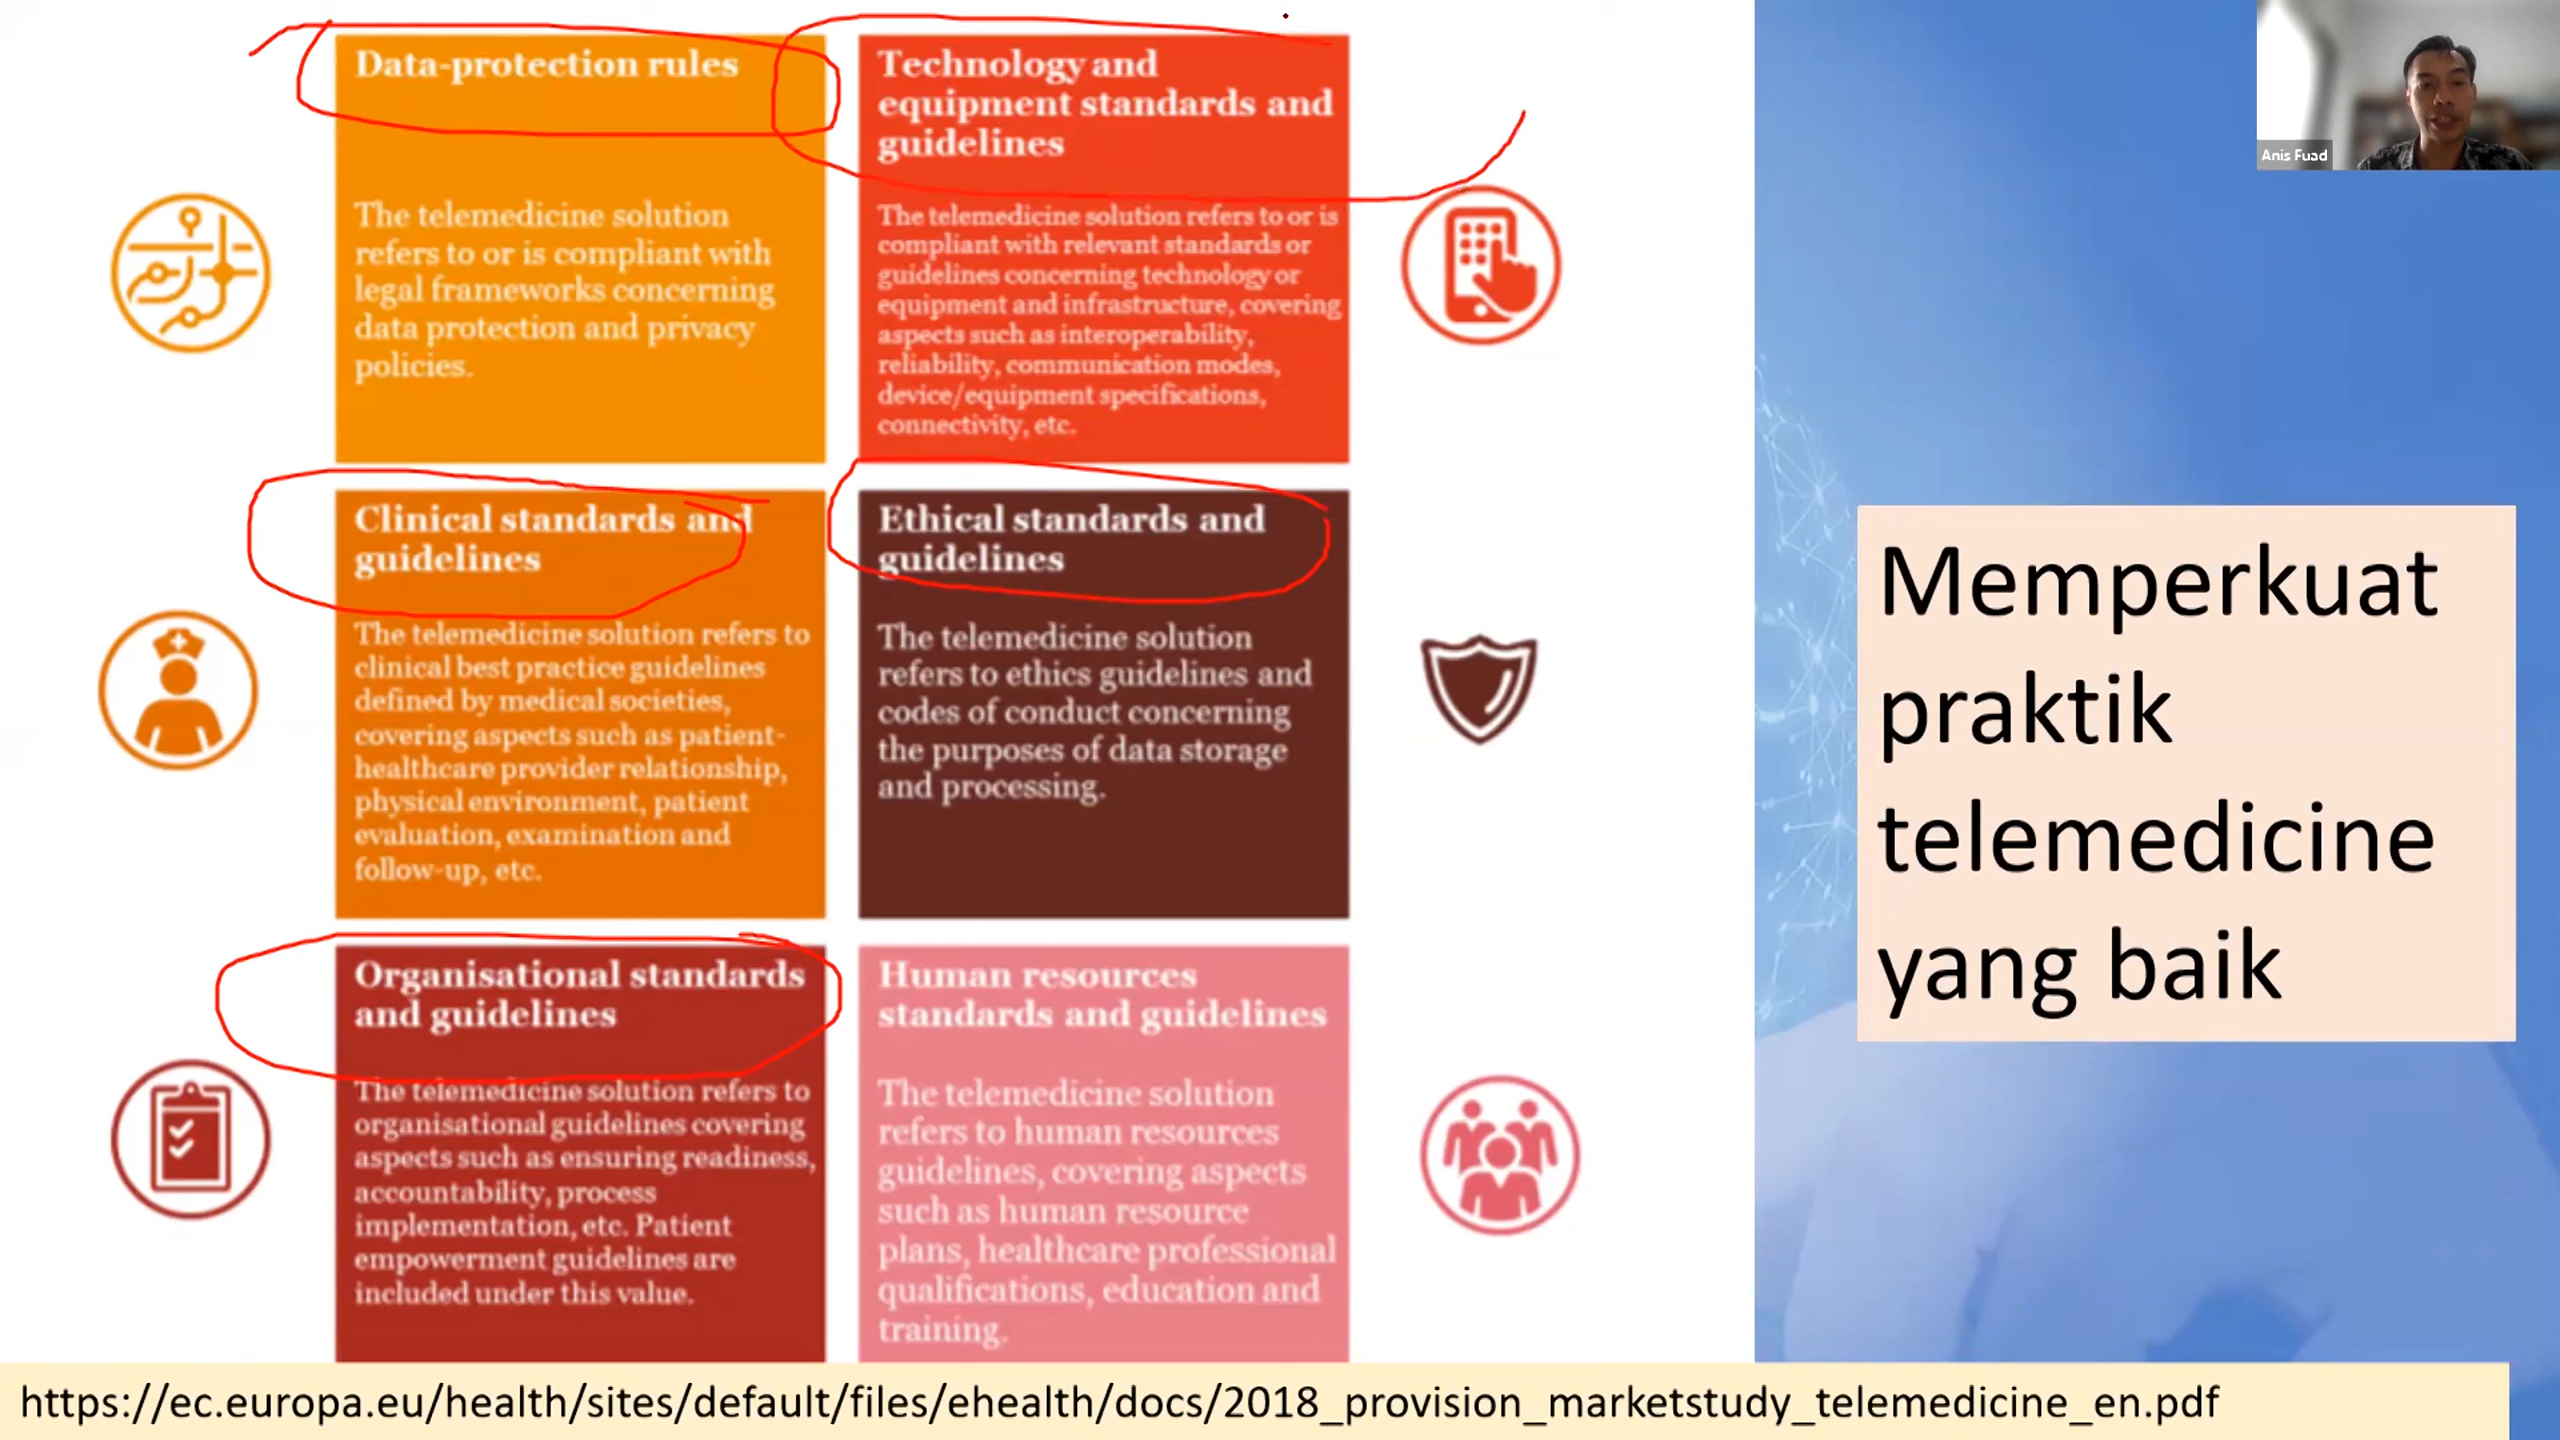 Data-protection rules
The telemedicine solution
refers to or is compliant with
legal frameworks concerning
data protection and privacy
policies.
Technology and
equipment standards and
guidelines
The telemedicine solution refers to or is
compliant with relevant standards or
guidelines concerning technology or
equipment and infrastructure, covering
aspects such as interoperability,
reliability, communication modes,
device/equipment specifications,
connectivity, etc.
Clinical standards and
guidelines
The telemedicine solution refers to
clinical best practice guidelines
defined by medical societies,
covering aspects such as patient-
healthcare provider relationship,
physical environment, patient
evaluation, examination and
follow-up, etc.
Ethical standards and
guidelines
The telemedicine solution
refers to ethics guidelines and
codes of conduct concerning
the purposes of data storage
and processing.
Organisational standards
and guidelines
The telemedicine solution refers to
organisational guidelines covering
aspects such as ensuring readiness,
accountability, process
implementation, etc. Patient
empowerment guidelines are
included under this value.
Human resources
standards and guidelines
The telemedicine solution
refers to human resources
guidelines, covering aspects
such as human resource
plans, healthcare professional
qualifications, education and
training.
Anis Fuad
Memperkuat
praktik
telemedicine
yang baik
https://ec.europa.eu/health/sites/default/files/ehealth/docs/2018_provision_marketstudy_telemedicine_en.pdf